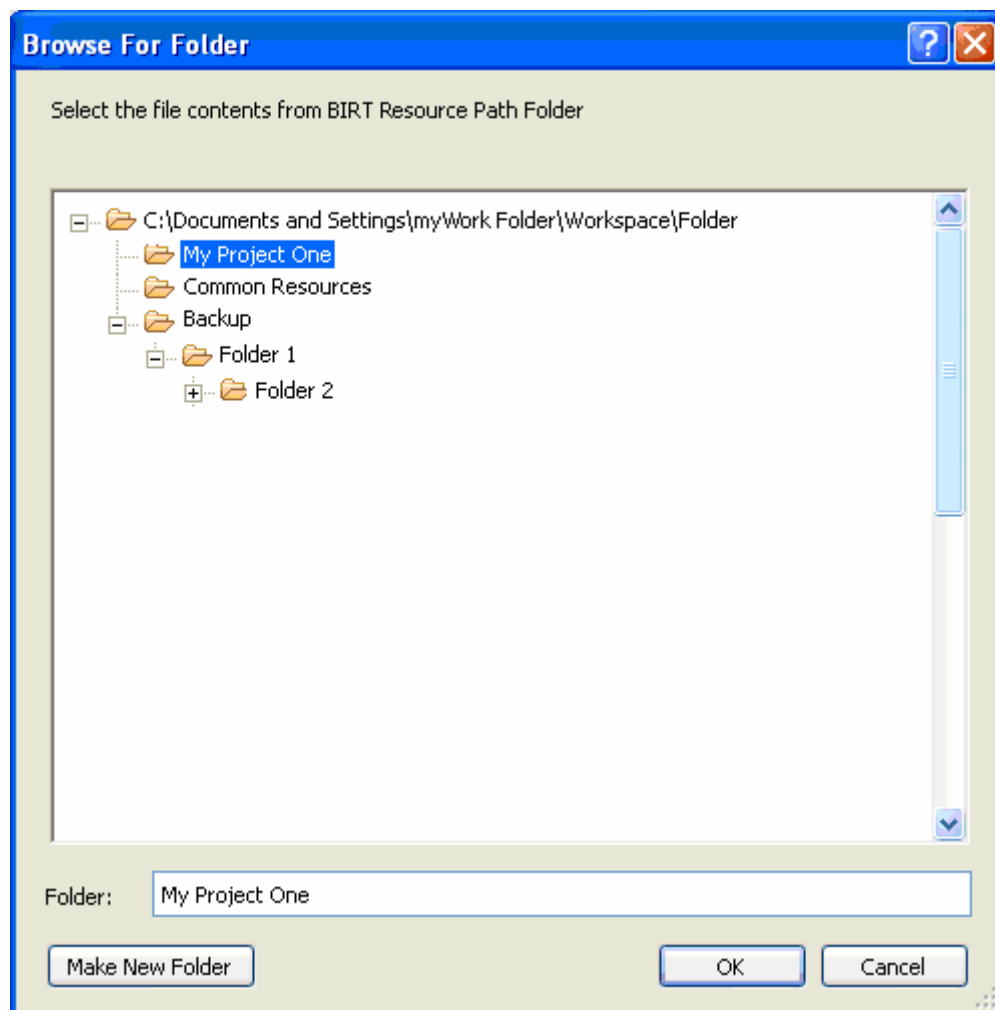 Browse For Folder
Select the file contents from BIRT Resource Path Folder
C:\Documents and Settings\myWork Folder\Workspace\Folder
My Project One
Common Resources
Backup
Folder 1
Folder 2
Folder: My Project One
Make New Folder OK Cancel